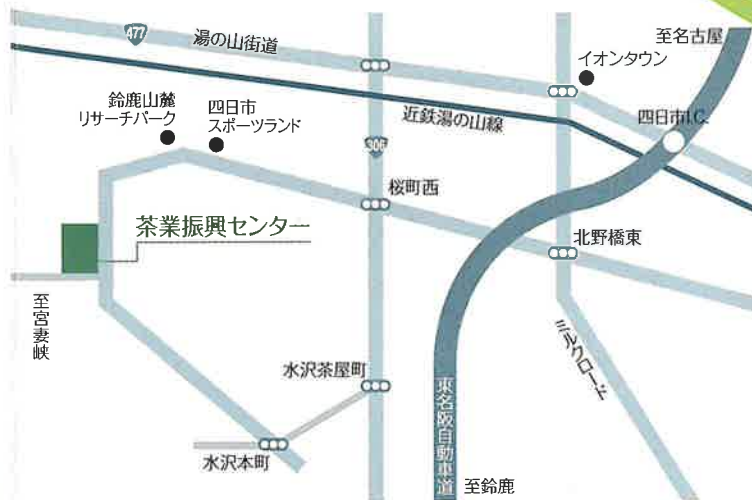 477
湯の山街道
至名古屋
イオンタウン
鈴鹿山麓
リサーチパーク
四日市
スポーツランド
近鉄湯の山線
四日市I.C.
306
桜町西
茶業振興センター
北野橋東
至宮妻峡
ミルクロード
水沢茶屋町
東名阪自動車道
水沢本町
至鈴鹿